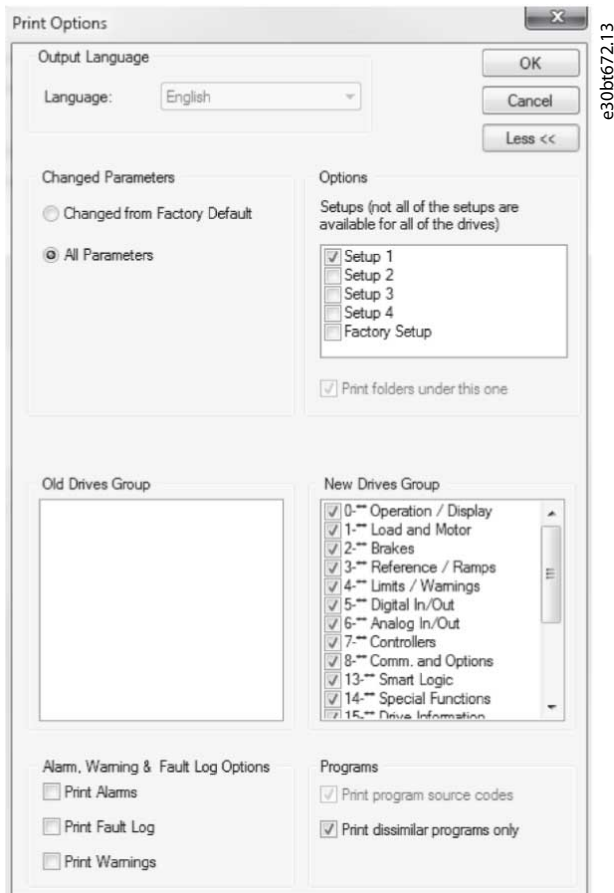 Print Options
Output Language
Language: English
OK
Cancel
Less <<
e30bt672.13
Changed Parameters
Changed from Factory Default
All Parameters
Options
Setups (not all of the setups are
available for all of the drives)
Setup 1
Setup 2
Setup 3
Setup 4
Factory Setup
Print folders under this one
Old Drives Group
New Drives Group
0-** Operation / Display
1-** Load and Motor
2-** Brakes
3-** Reference / Ramps
4-** Limits / Warnings
5-** Digital In/Out
6-** Analog In/Out
7-** Controllers
8-** Comm. and Options
13-** Smart Logic
14-** Special Functions
15-** Drive Information
Alarm, Warning & Fault Log Options
Print Alarms
Print Fault Log
Print Warnings
Programs
Print program source codes
Print dissimilar programs only